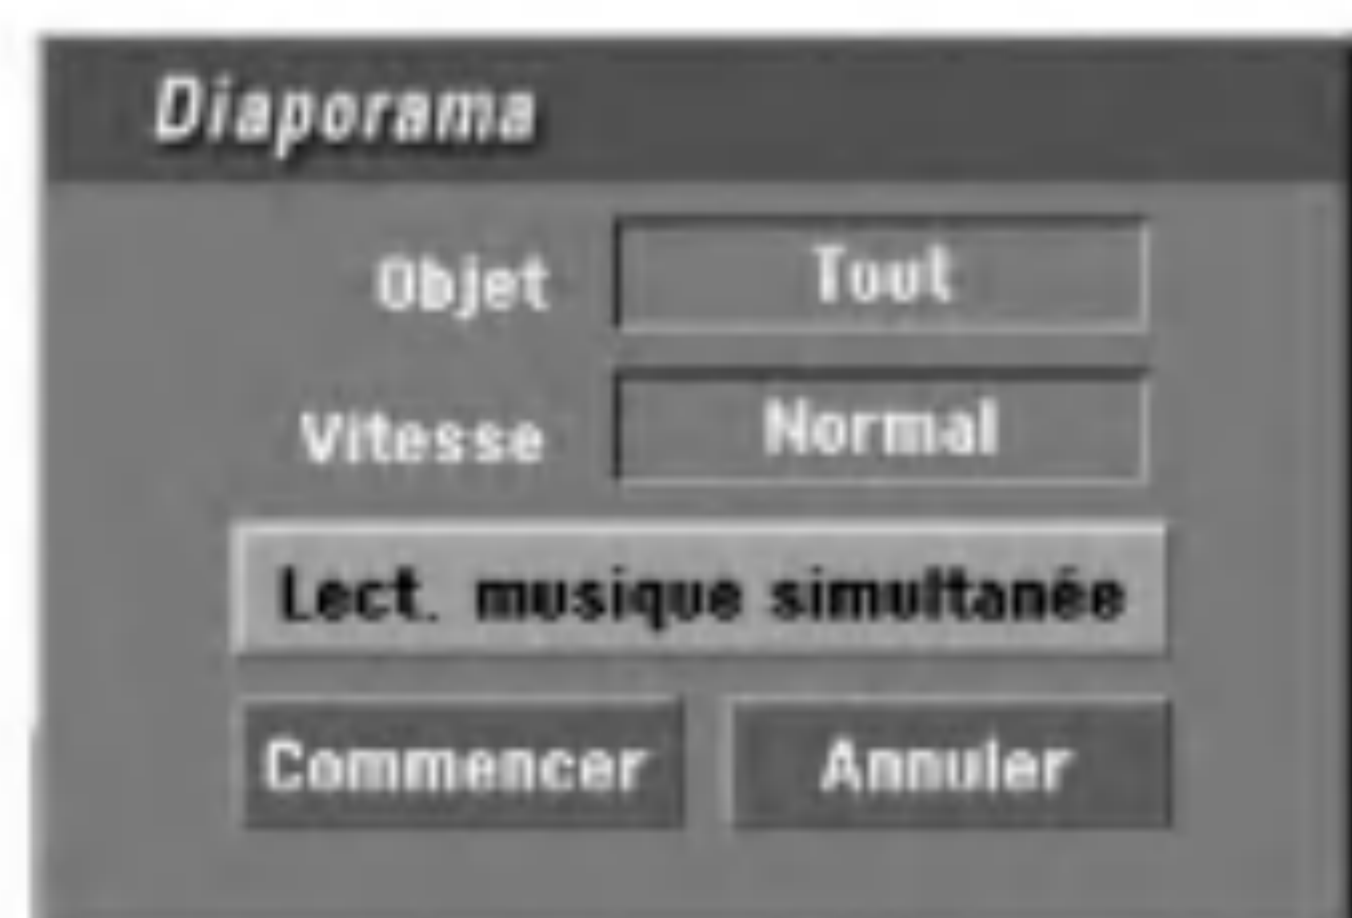 Diaporama
Objet Tout
Vitesse Normal
Lect. musique simultanée
Commencer Annuler